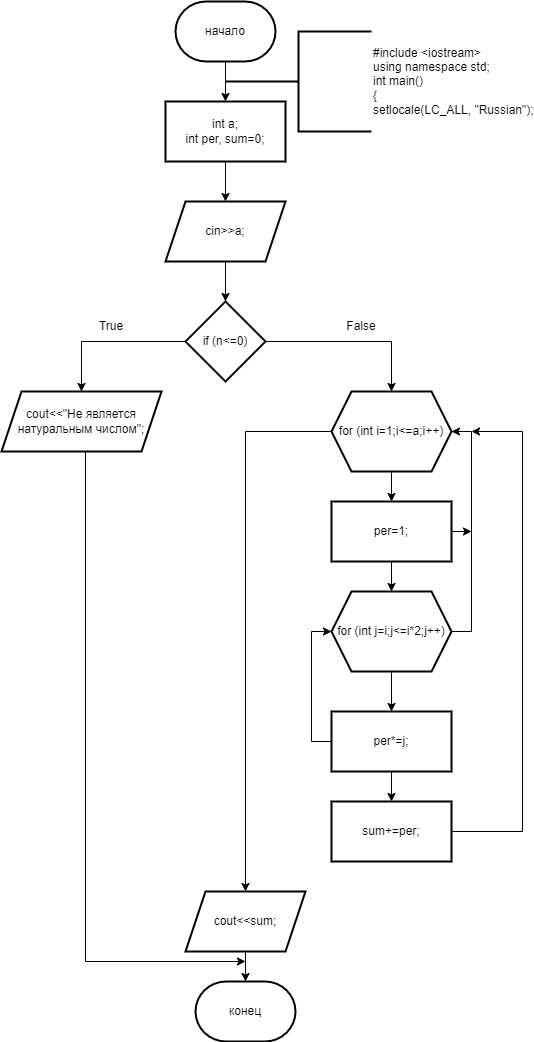 начало
#include <iostream>
using namespace std;
int main()
{
setlocale(LC_ALL, "Russian");
int a;
int per, sum=0;
cin>>a;
if (n<=0)
True
False
cout<<"Не является
натуральным числом";
for (int i=1;i<=a;i++)
per=1;
for (int j=i;j<=i*2;j++)
per*=j;
sum+=per;
cout<<sum;
конец